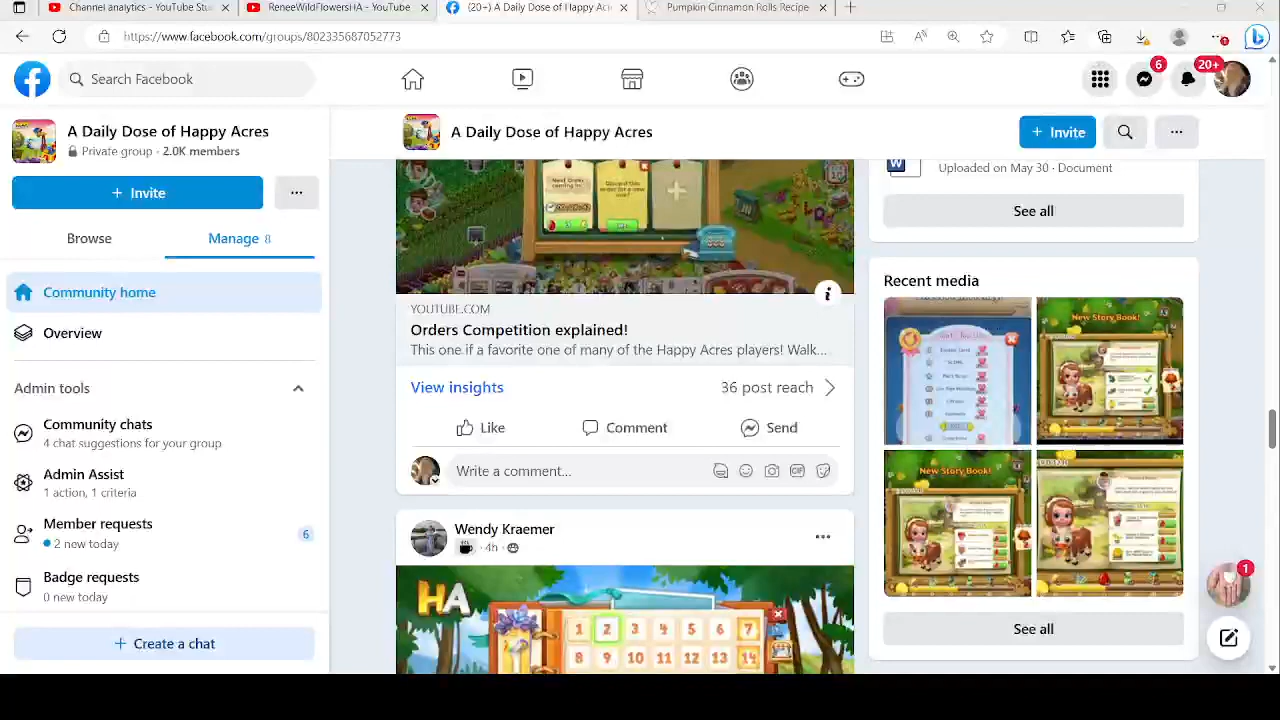 Channel analytics - YouTube Stu
ReneeWildFlowersHA - YouTube
(20+) A Daily Dose of Happy Acr
Pumpkin Cinnamon Rolls Recipe
https://www.facebook.com/groups/802335687052773
Search Facebook
6
20+
A Daily Dose of Happy Acres
Private group · 2.0K members
+ Invite
Browse
Manage 8
Community home
Overview
Admin tools
Community chats
4 chat suggestions for your group
Admin Assist
1 action, 1 criteria
Member requests
2 new today
6
Badge requests
0 new today
+ Create a chat
A Daily Dose of Happy Acres
+ Invite
YOUTUBE.COM
Orders Competition explained!
This one if a favorite one of many of the Happy Acres players! Walk...
View insights
36 post reach
Like
Comment
Send
Write a comment...
GIF
Wendy Kraemer
4h
HA
1 2 3 4 5 6 7
8 9 10 11 12 13 14
W
Uploaded on May 30 · Document
See all
Recent media
New Story Book!
New Story Book!
See all
1